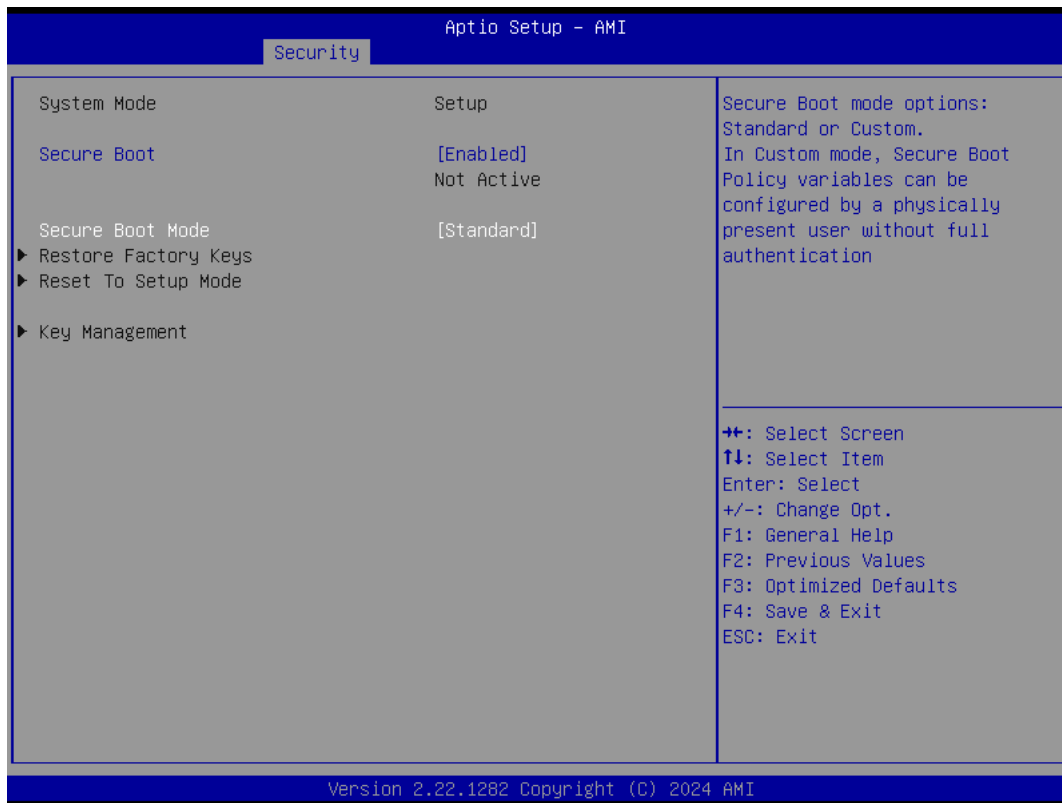 Aptio Setup – AMI
Security
System Mode Setup
Secure Boot [Enabled]
Not Active
Secure Boot Mode [Standard]
▶ Restore Factory Keys
▶ Reset To Setup Mode
▶ Key Management
Secure Boot mode options:
Standard or Custom.
In Custom mode, Secure Boot
Policy variables can be
configured by a physically
present user without full
authentication
→←: Select Screen
↑↓: Select Item
Enter: Select
+/-: Change Opt.
F1: General Help
F2: Previous Values
F3: Optimized Defaults
F4: Save & Exit
ESC: Exit
Version 2.22.1282 Copyright (C) 2024 AMI